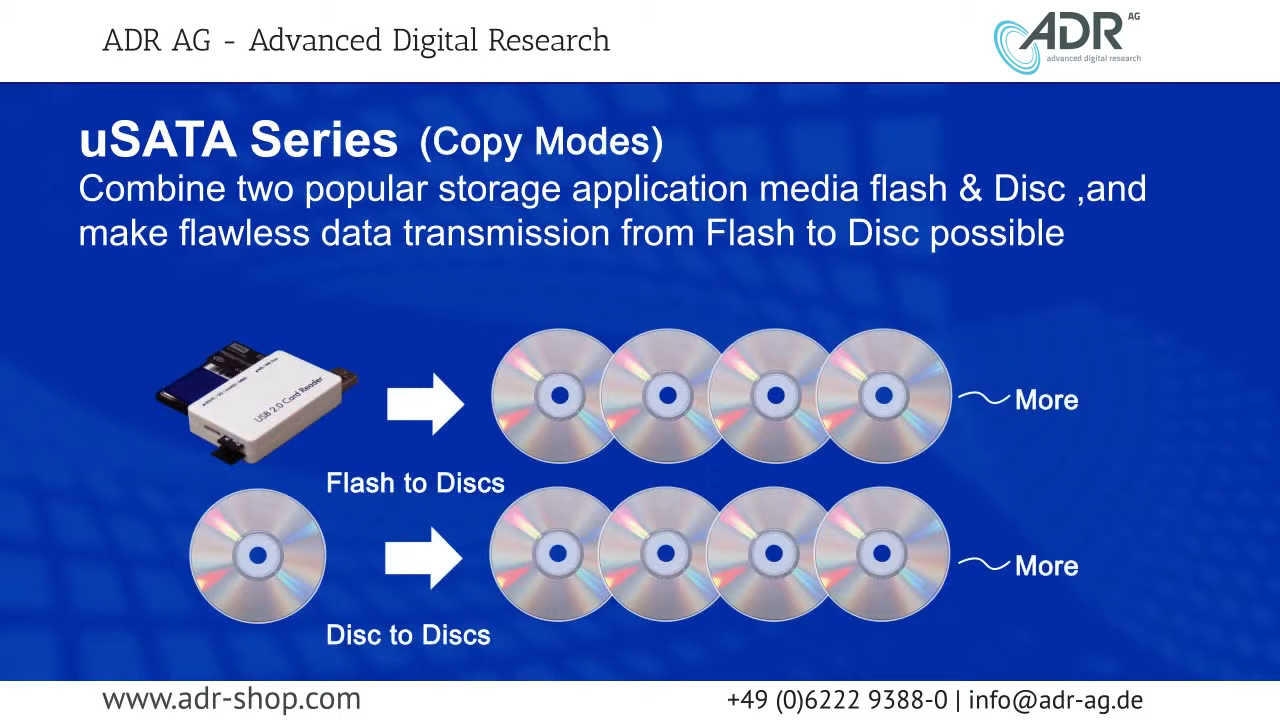 ADR AG - Advanced Digital Research
ADR AG
advanced digital research
uSATA Series (Copy Modes)
Combine two popular storage application media flash & Disc ,and
make flawless data transmission from Flash to Disc possible
USB 2.0 Card Reader
More
Flash to Discs
More
Disc to Discs
www.adr-shop.com
+49 (0)6222 9388-0 | info@adr-ag.de